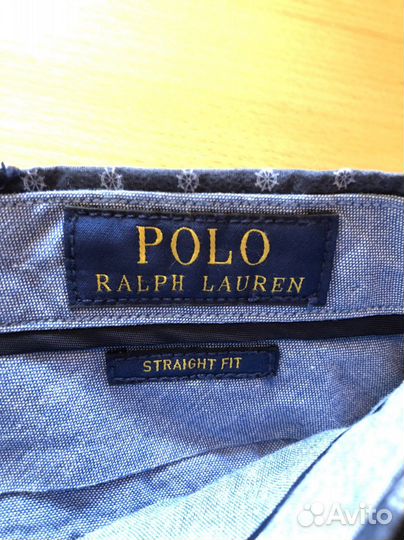 POLO
RALPH LAUREN
STRAIGHT FIT
Avito